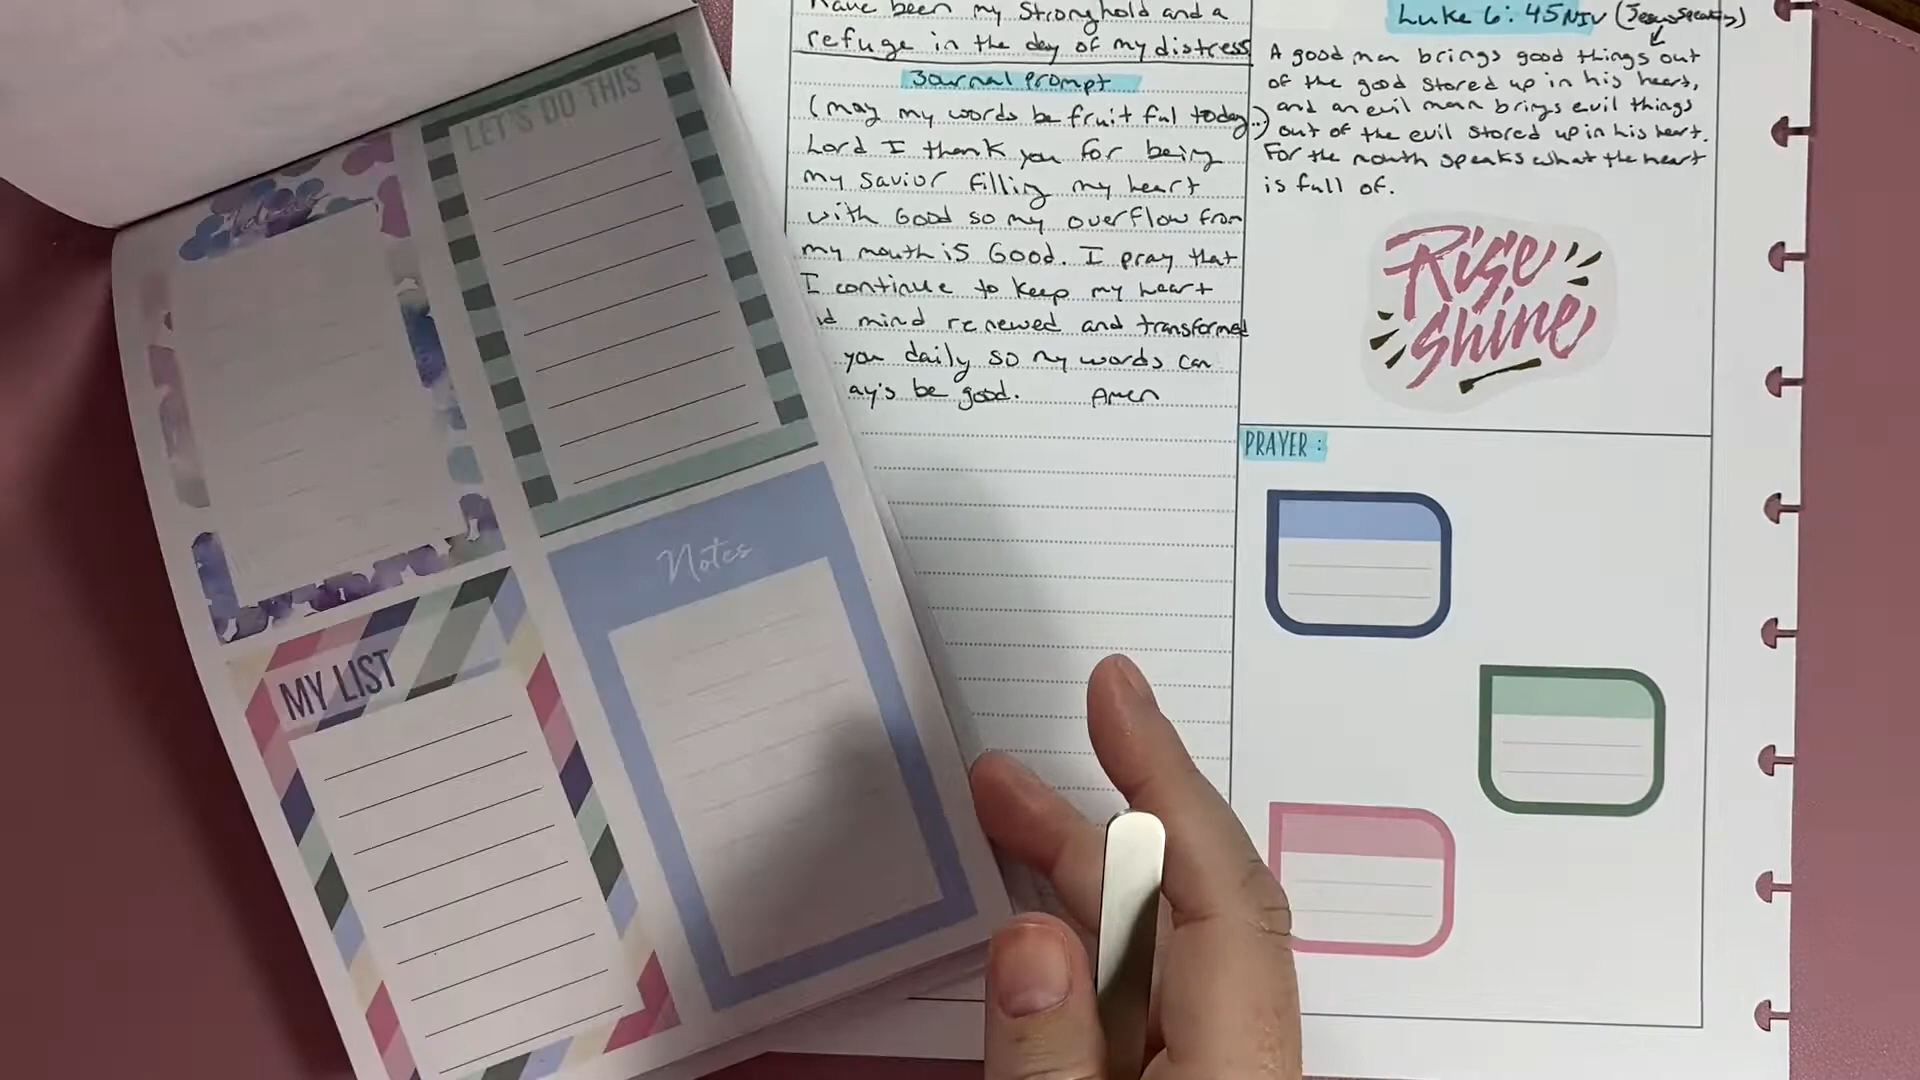 LET'S DO THIS
MY LIST
Notes
have been my stronghold and a
refuge in the day of my distress
Journal Prompt
(may my words be fruitful today...)
Lord I thank you for being
my savior filling my heart
with Good so my overflow from
my mouth is Good. I pray that
I continue to keep my heart
mind renewed and transformed
you daily so my words can
ay's be good. Amen
Luke 6:45 NIV (Jesus Speaking)
A good man brings good things out
of the good stored up in his heart,
and an evil man brings evil things
out of the evil stored up in his heart.
For the mouth speaks what the heart
is full of.
Rise
shine
PRAYER: